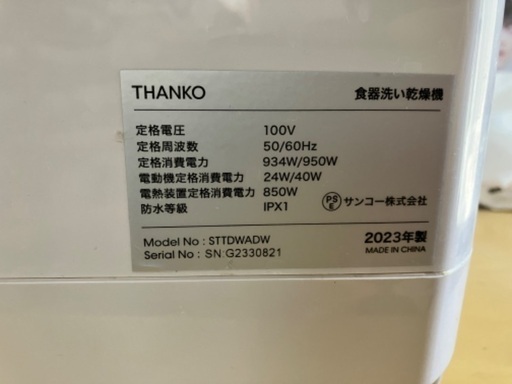 THANKO 食器洗い乾燥機
定格電圧 100V
定格周波数 50/60Hz
定格消費電力 934W/950W
電動機定格消費電力 24W/40W
電熱装置定格消費電力 850W
防水等級 IPX1 PSE サンコー株式会社
Model No : STTDWADW 2023年製
Serial No : SN:G2330821 MADE IN CHINA